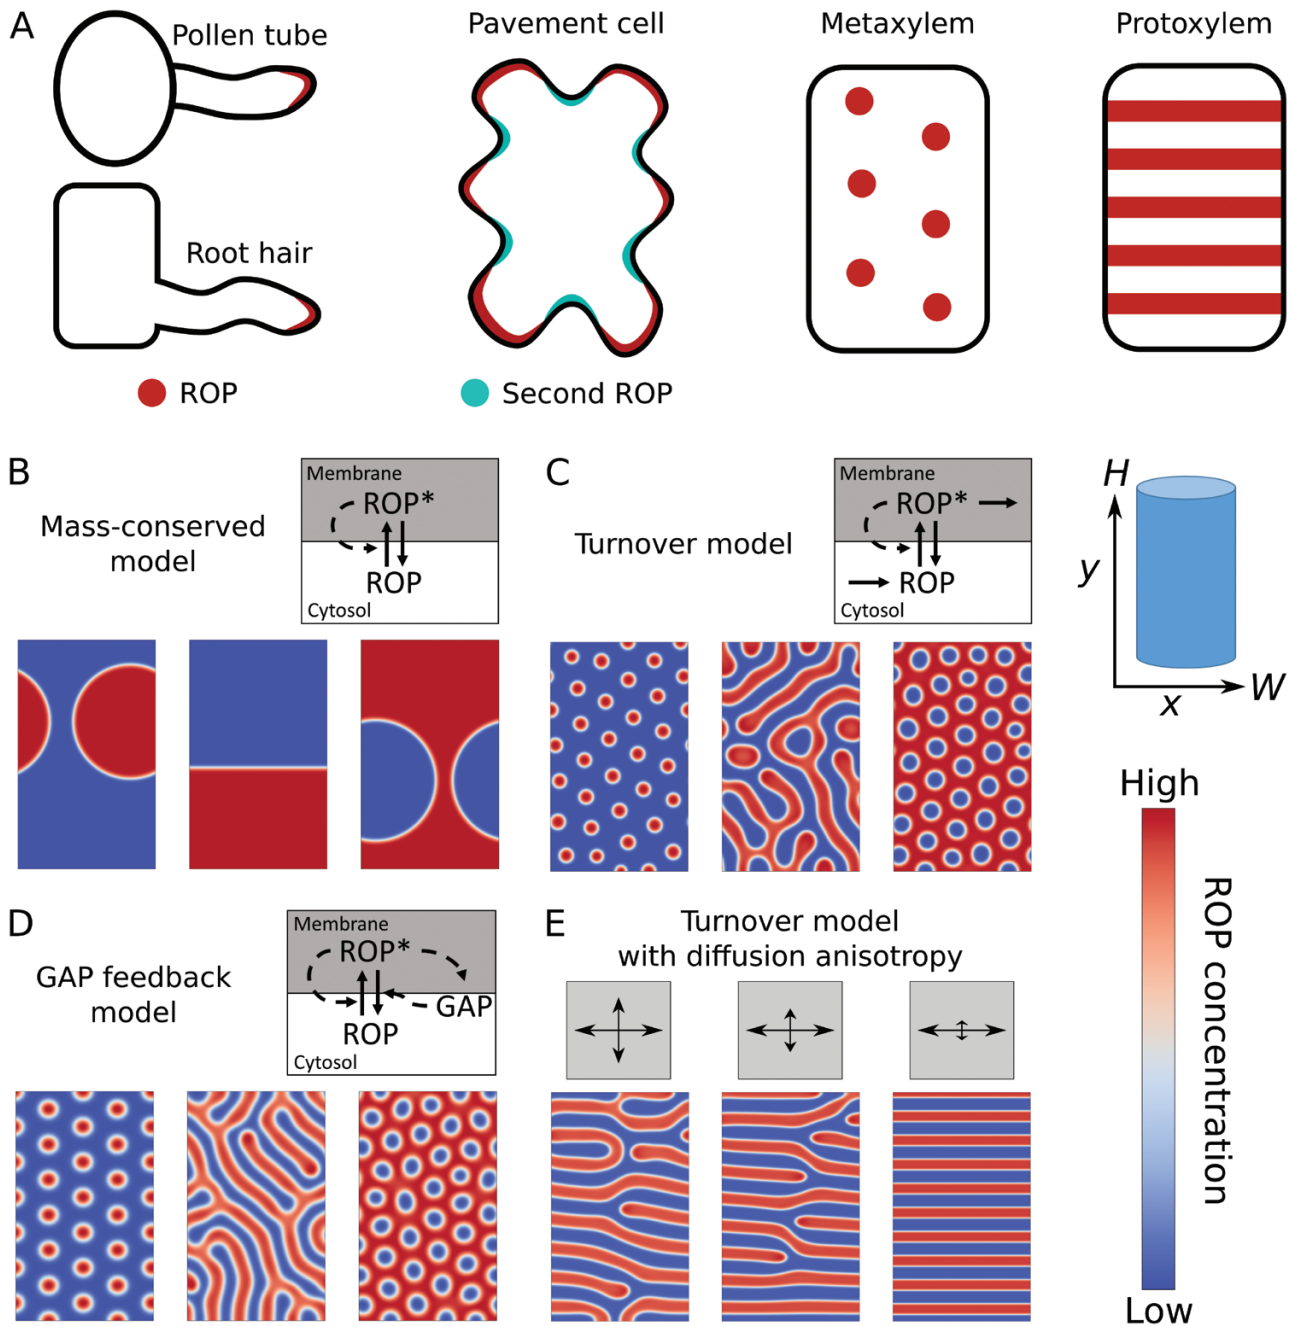 A
Pollen tube
Pavement cell
Metaxylem
Protoxylem
Root hair
ROP
Second ROP
B
Mass-conserved
model
Membrane
ROP*
ROP
Cytosol
C
Turnover model
Membrane
ROP*
ROP
Cytosol
H
y
x
W
D
GAP feedback
model
Membrane
ROP*
GAP
ROP
Cytosol
E
Turnover model
with diffusion anisotropy
High
ROP concentration
Low